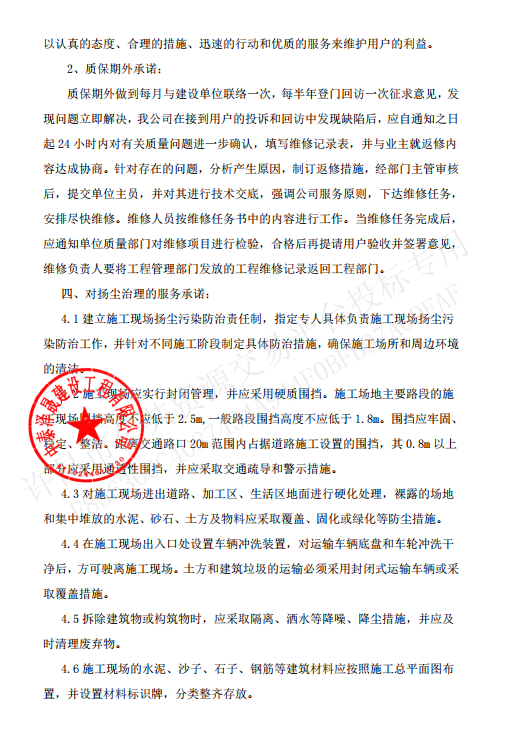 以认真的态度、合理的措施、迅速的行动和优质的服务来维护用户的利益。
2、质保期外承诺：
质保期外做到每月与建设单位联络一次，每半年登门回访一次征求意见，发
现问题立即解决，我公司在接到用户的投诉和回访中发现缺陷后，应自通知之日
起 24 小时内对有关质量问题进一步确认，填写维修记录表，并与业主就返修内
容达成协商。针对存在的问题，分析产生原因，制订返修措施，经部门主管审核
后，提交单位主员，并对其进行技术交底，强调公司服务原则，下达维修任务，
安排尽快维修。维修人员按维修任务书中的内容进行工作。当维修任务完成后，
应通知单位质量部门对维修项目进行检验，合格后再提请用户验收并签署意见，
维修负责人要将工程管理部门发放的工程维修记录返回工程部门。
四、对扬尘治理的服务承诺：
4.1 建立施工现场扬尘污染防治责任制，指定专人具体负责施工现场扬尘污
染防治工作，并针对不同施工阶段制定具体防治措施，确保施工场所和周边环境
的清洁。
4.2 施工现场应实行封闭管理，并应采用硬质围挡。施工场地主要路段的施
工现场围挡高度不应低于 2.5m,一般路段围挡高度不应低于 1.8m。围挡应牢固、
稳定、整洁。距离交通路口 20m 范围内占据道路施工设置的围挡，其 0.8m 以上
部分应采用通透性围挡，并应采取交通疏导和警示措施。
4.3 对施工现场进出道路、加工区、生活区地面进行硬化处理，裸露的场地
和集中堆放的水泥、砂石、土方及物料应采取覆盖、固化或绿化等防尘措施。
4.4 在施工现场出入口处设置车辆冲洗装置，对运输车辆底盘和车轮冲洗干
净后，方可驶离施工现场。土方和建筑垃圾的运输必须采用封闭式运输车辆或采
取覆盖措施。
4.5 拆除建筑物或构筑物时，应采取隔离、洒水等降噪、降尘措施，并应及
时清理废弃物。
4.6 施工现场的水泥、沙子、石子、钢筋等建筑材料应按照施工总平面图布
置，并设置材料标识牌，分类整齐存放。